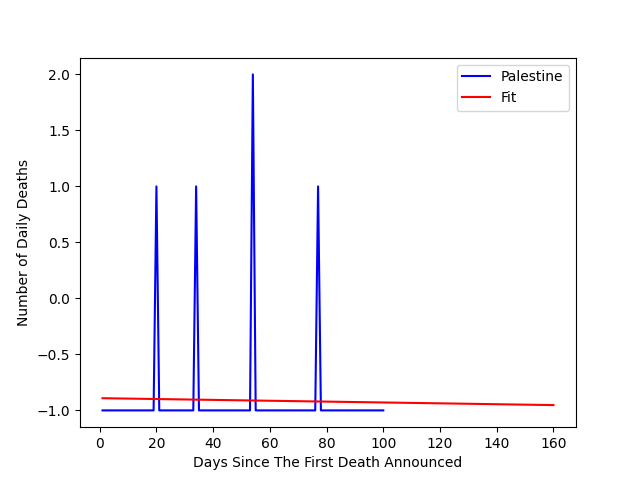 Palestine
Fit
2.0
1.5
1.0
0.5
0.0
−0.5
−1.0
Number of Daily Deaths
0 20 40 60 80 100 120 140 160
Days Since The First Death Announced